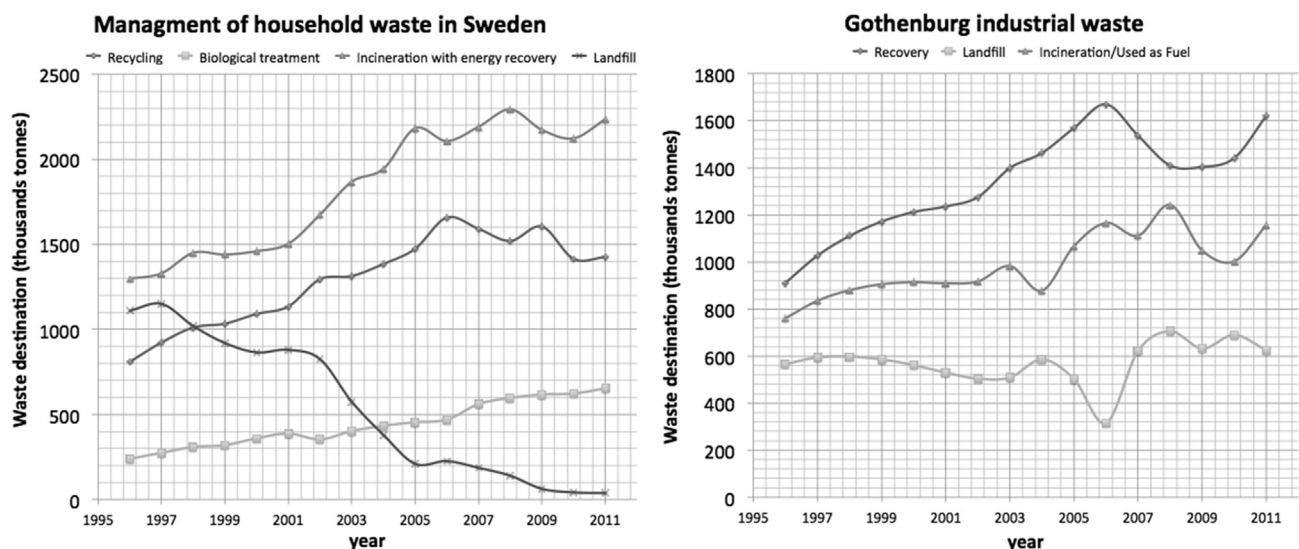 Managment of household waste in Sweden
Recycling Biological treatment Incineration with energy recovery Landfill
2500
2000
1500
1000
500
0
Waste destination (thousands tonnes)
1995 1997 1999 2001 2003 2005 2007 2009 2011
year
Gothenburg industrial waste
Recovery Landfill Incineration/Used as Fuel
1800
1600
1400
1200
1000
800
600
400
200
0
Waste destination (thousands tonnes)
1995 1997 1999 2001 2003 2005 2007 2009 2011
year